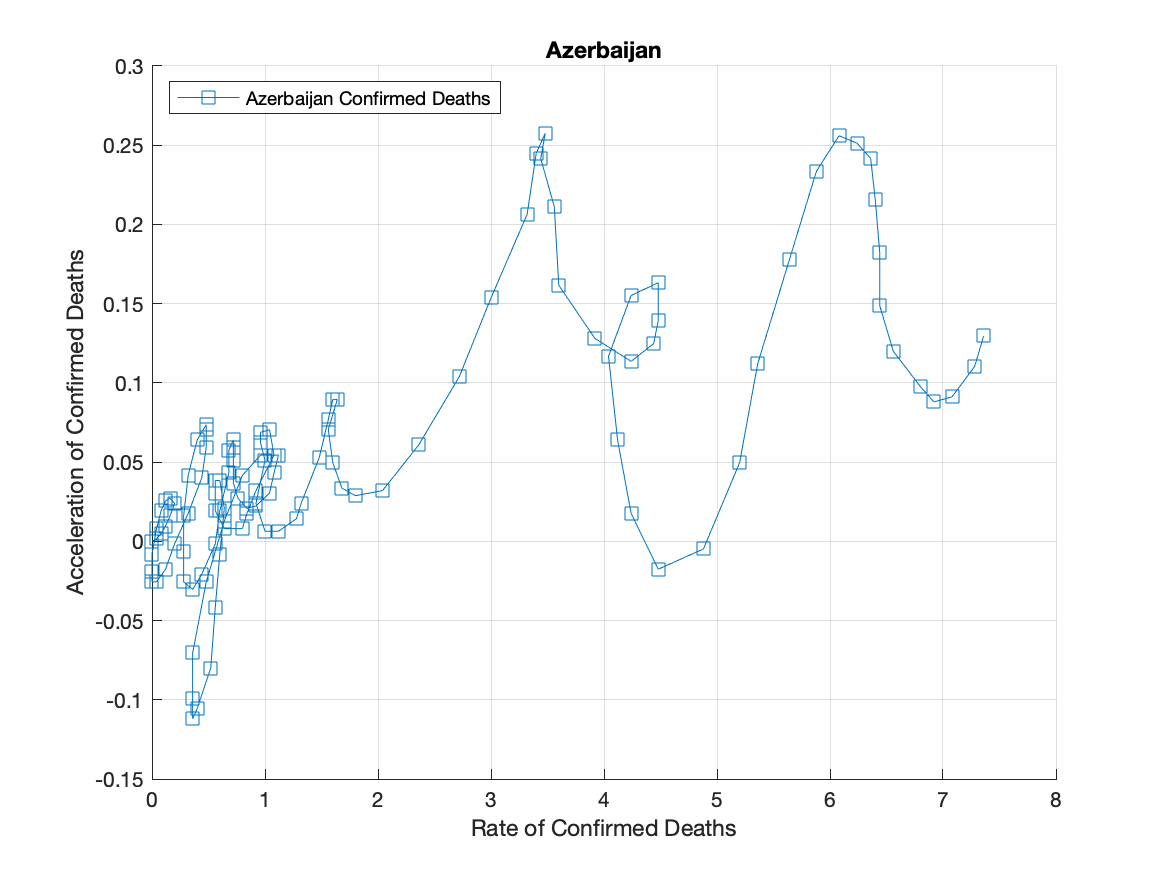 Azerbaijan
Azerbaijan Confirmed Deaths
Acceleration of Confirmed Deaths
0.3
0.25
0.2
0.15
0.1
0.05
0
-0.05
-0.1
-0.15
0 1 2 3 4 5 6 7 8
Rate of Confirmed Deaths